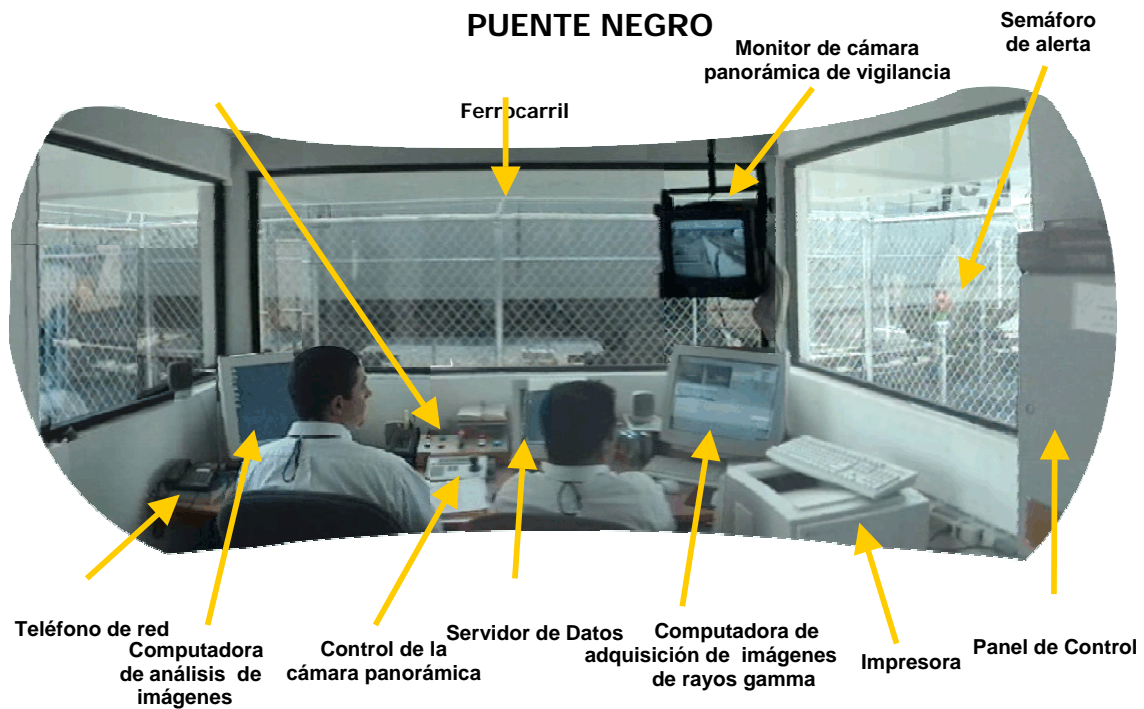 PUENTE NEGRO
Semáforo
de alerta
Monitor de cámara
panorámica de vigilancia
Ferrocarril
Teléfono de red
Computadora
de análisis de
imágenes
Control de la
cámara panorámica
Servidor de Datos
Computadora de
adquisición de imágenes
de rayos gamma
Impresora
Panel de Control